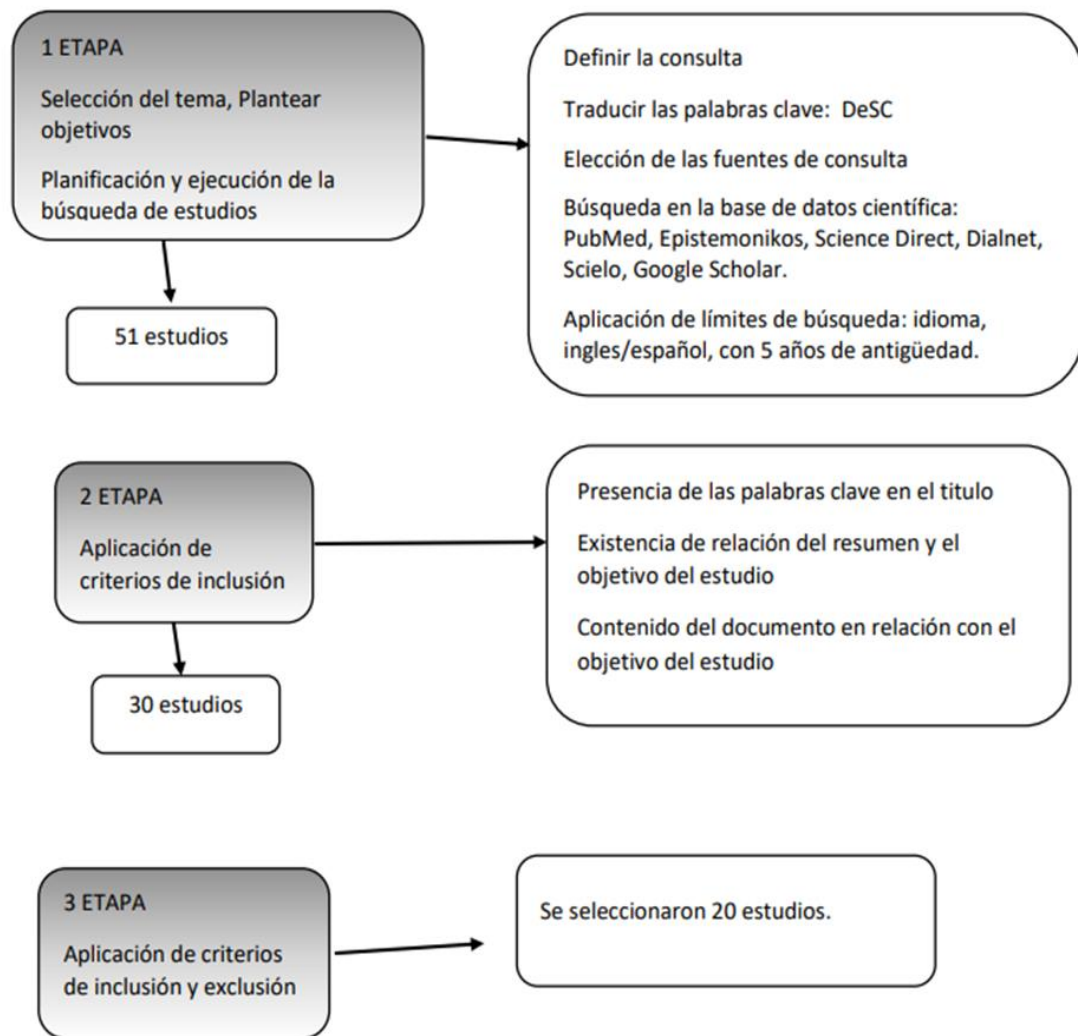 1 ETAPA
Selección del tema, Plantear
objetivos
Planificación y ejecución de la
búsqueda de estudios
Definir la consulta
Traducir las palabras clave: DeSC
Elección de las fuentes de consulta
Búsqueda en la base de datos científica:
PubMed, Epistemonikos, Science Direct, Dialnet,
Scielo, Google Scholar.
Aplicación de límites de búsqueda: idioma,
ingles/español, con 5 años de antigüedad.
51 estudios
2 ETAPA
Aplicación de
criterios de inclusión
Presencia de las palabras clave en el titulo
Existencia de relación del resumen y el
objetivo del estudio
Contenido del documento en relación con el
objetivo del estudio
30 estudios
3 ETAPA
Aplicación de criterios
de inclusión y exclusión
Se seleccionaron 20 estudios.